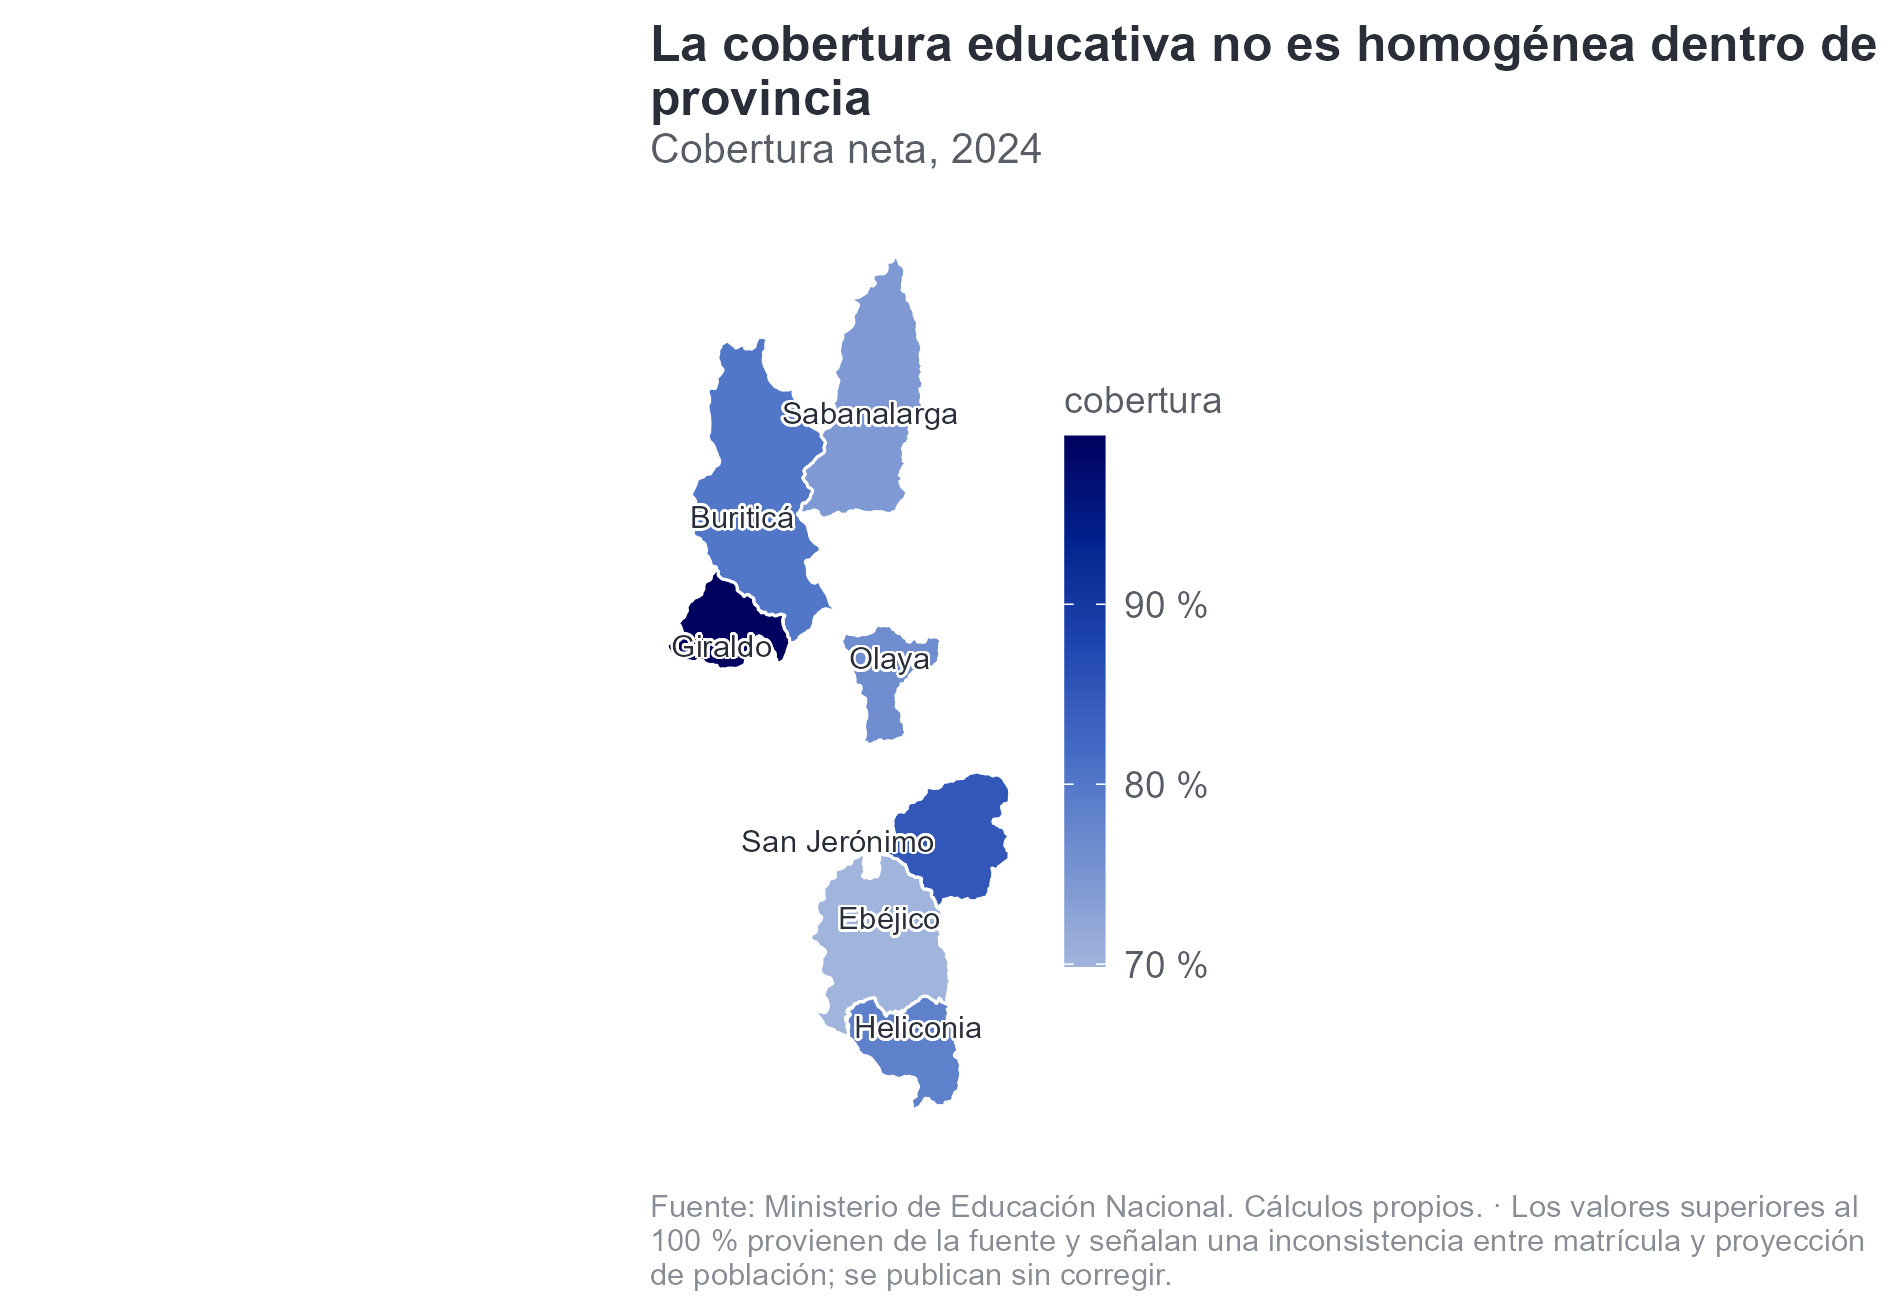 La cobertura educativa no es homogénea dentro de
provincia
Cobertura neta, 2024
Sabanalarga
cobertura
Buriticá
90 %
Giraldo
Olaya
80 %
San Jerónimo
Ebéjico
70 %
Heliconia
Fuente: Ministerio de Educación Nacional. Cálculos propios. · Los valores superiores al
100 % provienen de la fuente y señalan una inconsistencia entre matrícula y proyección
de población; se publican sin corregir.